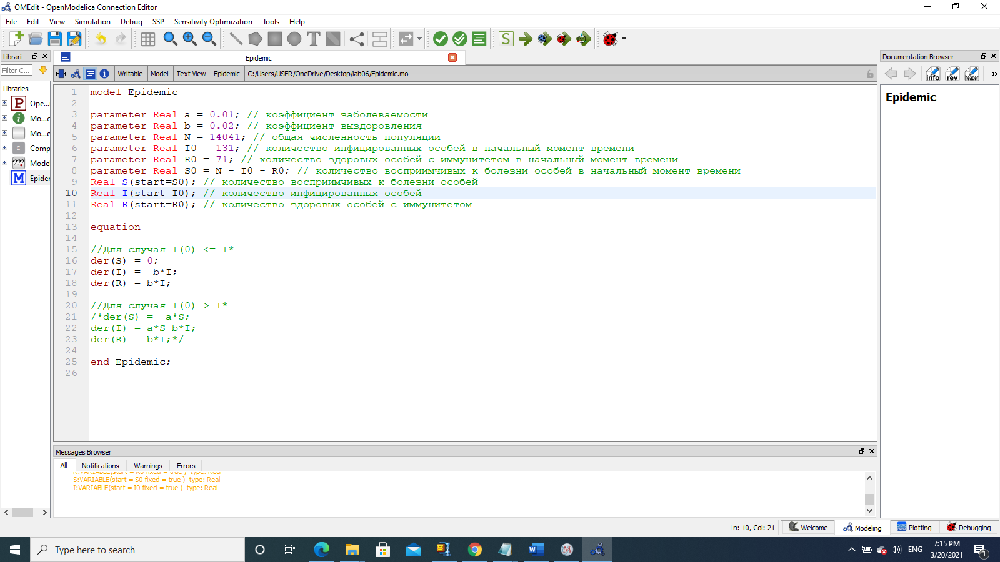 OMEdit - OpenModelica Connection Editor
File Edit View Simulation Debug SSP Sensitivity Optimization Tools Help
Librari...
Filter C...
Libraries
P Ope...
i Mo...c
Mo...e
C Comp
Mode
M Epider
Epidemic
Writable Model Text View Epidemic C:/Users/USER/OneDrive/Desktop/lab06/Epidemic.mo
1 model Epidemic
2
3 parameter Real a = 0.01; // коэффициент заболеваемости
4 parameter Real b = 0.02; // коэффициент выздоровления
5 parameter Real N = 14041; // общая численность популяции
6 parameter Real I0 = 131; // количество инфицированных особей в начальный момент времени
7 parameter Real R0 = 71; // количество здоровых особей с иммунитетом в начальный момент времени
8 parameter Real S0 = N - I0 - R0; // количество восприимчивых к болезни особей в начальный момент времени
9 Real S(start=S0); // количество восприимчивых к болезни особей
10 Real I(start=I0); // количество инфицированных особей
11 Real R(start=R0); // количество здоровых особей с иммунитетом
12
13 equation
14
15 //Для случая I(0) <= I*
16 der(S) = 0;
17 der(I) = -b*I;
18 der(R) = b*I;
19
20 //Для случая I(0) > I*
21 /*der(S) = -a*S;
22 der(I) = a*S-b*I;
23 der(R) = b*I;*/
24
25 end Epidemic;
26
Documentation Browser
info rev header »
Epidemic
Messages Browser
All Notifications Warnings Errors
R:VARIABLE(start = R0 fixed = true ) type: Real
S:VARIABLE(start = S0 fixed = true ) type: Real
I:VARIABLE(start = I0 fixed = true ) type: Real
Ln: 10, Col: 21 Welcome Modeling Plotting Debugging
Type here to search
ENG
7:15 PM
3/20/2021
1